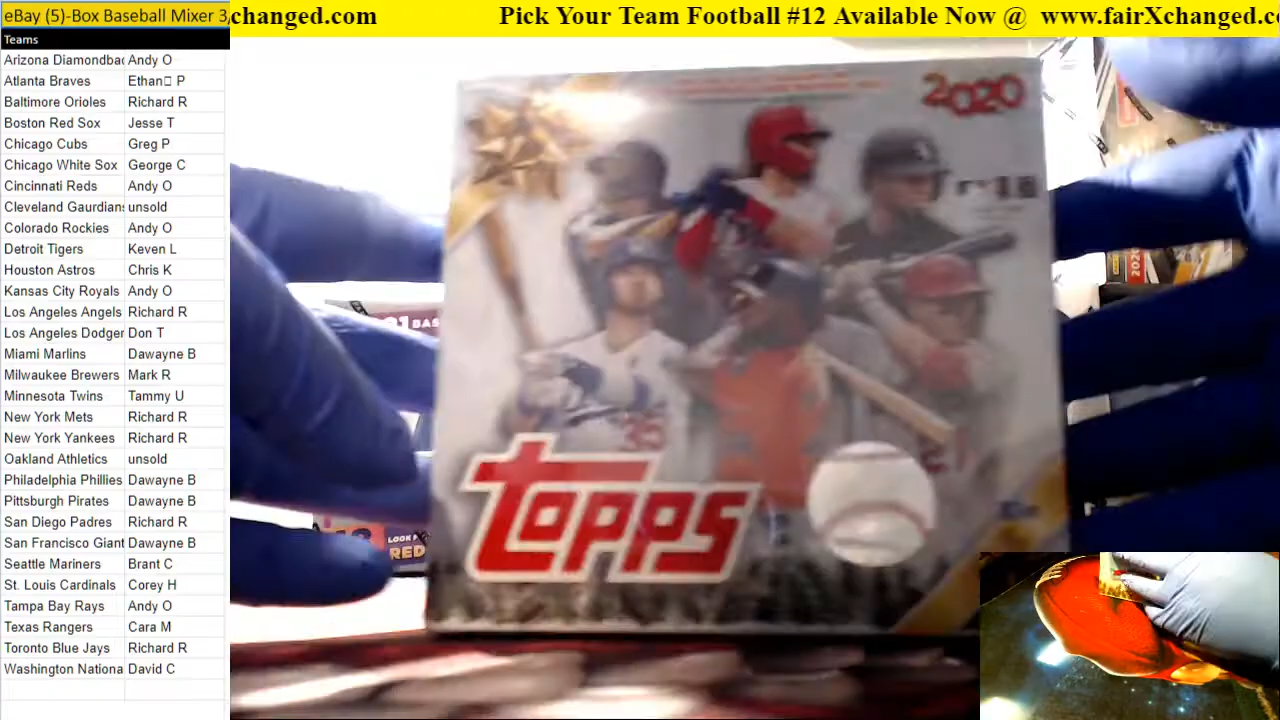 eBay (5)-Box Baseball Mixer 3/
changed.com Pick Your Team Football #12 Available Now @ www.fairXchanged.c
Teams
Arizona Diamondbac Andy O
Atlanta Braves Ethan□ P
Baltimore Orioles Richard R
Boston Red Sox Jesse T
Chicago Cubs Greg P
Chicago White Sox George C
Cincinnati Reds Andy O
Cleveland Gaurdians unsold
Colorado Rockies Andy O
Detroit Tigers Keven L
Houston Astros Chris K
Kansas City Royals Andy O
Los Angeles Angels Richard R
Los Angeles Dodger Don T
Miami Marlins Dawayne B
Milwaukee Brewers Mark R
Minnesota Twins Tammy U
New York Mets Richard R
New York Yankees Richard R
Oakland Athletics unsold
Philadelphia Phillies Dawayne B
Pittsburgh Pirates Dawayne B
San Diego Padres Richard R
San Francisco Giant Dawayne B
Seattle Mariners Brant C
St. Louis Cardinals Corey H
Tampa Bay Rays Andy O
Texas Rangers Cara M
Toronto Blue Jays Richard R
Washington Nationa David C
2020
35
TOPPS
21 BAS
LOOK
RED
202